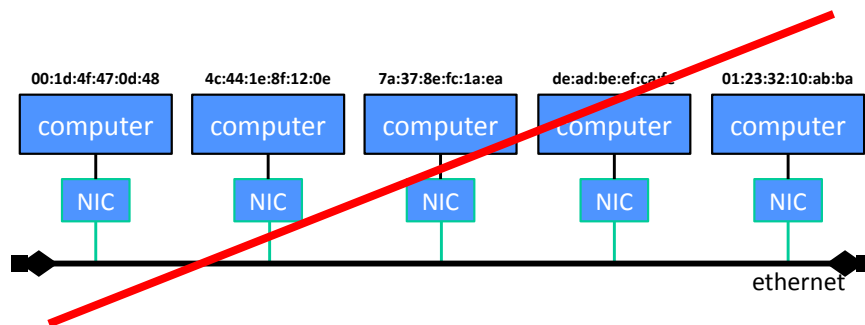 00:1d:4f:47:0d:48 4c:44:1e:8f:12:0e 7a:37:8e:fc:1a:ea de:ad:be:ef:ca:fe 01:23:32:10:ab:ba
computer computer computer computer computer
NIC NIC NIC NIC NIC
ethernet